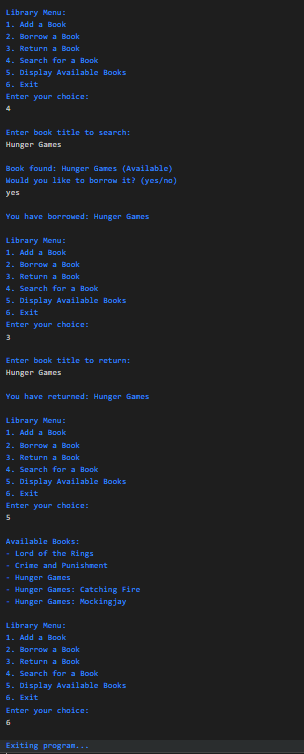 Library Menu:
1. Add a Book
2. Borrow a Book
3. Return a Book
4. Search for a Book
5. Display Available Books
6. Exit
Enter your choice:
4
Enter book title to search:
Hunger Games
Book found: Hunger Games (Available)
Would you like to borrow it? (yes/no)
yes
You have borrowed: Hunger Games
Library Menu:
1. Add a Book
2. Borrow a Book
3. Return a Book
4. Search for a Book
5. Display Available Books
6. Exit
Enter your choice:
3
Enter book title to return:
Hunger Games
You have returned: Hunger Games
Library Menu:
1. Add a Book
2. Borrow a Book
3. Return a Book
4. Search for a Book
5. Display Available Books
6. Exit
Enter your choice:
5
Available Books:
- Lord of the Rings
- Crime and Punishment
- Hunger Games
- Hunger Games: Catching Fire
- Hunger Games: Mockingjay
Library Menu:
1. Add a Book
2. Borrow a Book
3. Return a Book
4. Search for a Book
5. Display Available Books
6. Exit
Enter your choice:
6
Exiting program...